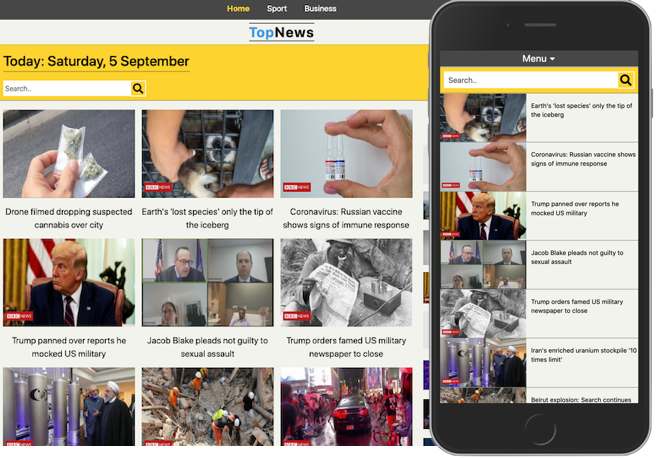 Home Sport Business
TopNews
Today: Saturday, 5 September
Search..
BBC NEWS
BBC NEWS
BBC NEWS
Drone filmed dropping suspected
cannabis over city
Earth's 'lost species' only the tip of
the iceberg
Coronavirus: Russian vaccine
shows signs of immune response
BBC NEWS
BBC NEWS
BBC NEWS
Trump panned over reports he
mocked US military
Jacob Blake pleads not guilty to
sexual assault
Trump orders fames US military
newspaper to close
Menu
Search..
Earth's 'lost species' only the tip of
the iceberg
Coronavirus: Russian vaccine shows
signs of immune response
Trump panned over reports he
mocked US military
Jacob Blake pleads not guilty to
sexual assault
Trump orders fames US military
newspaper to close
Iran's enriched uranium stockpile '10
times limit'
Beirut explosion: Search continues